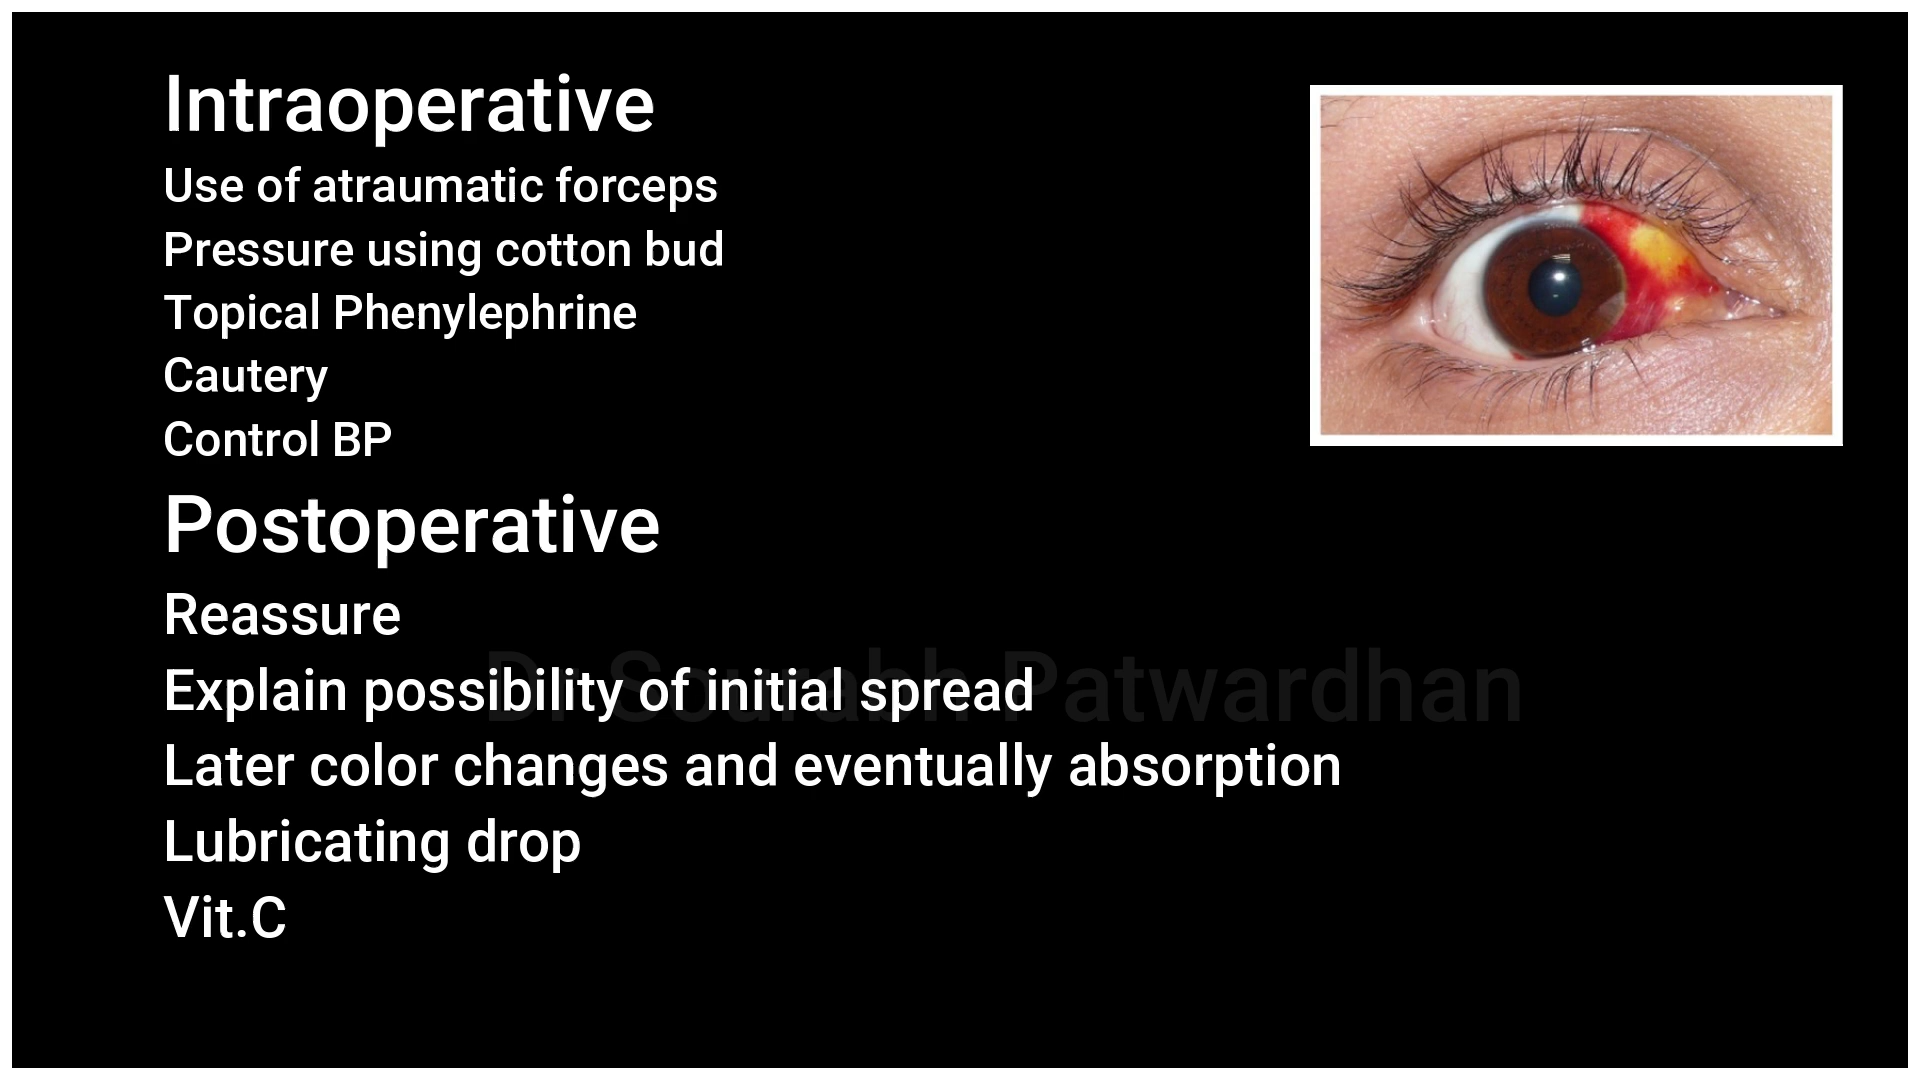 Intraoperative
Use of atraumatic forceps
Pressure using cotton bud
Topical Phenylephrine
Cautery
Control BP
Postoperative
Reassure
Explain possibility of initial spread
Dr Sourabh Patwardhan
Later color changes and eventually absorption
Lubricating drop
Vit.C